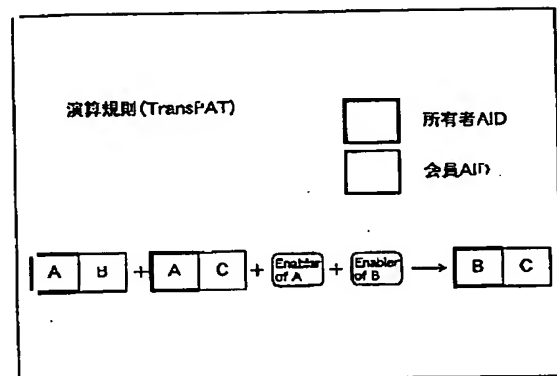 演算規則(TransPAT)
所有者AID
会員AID
A B + A C + Enabler of A + Enabler of B → B C